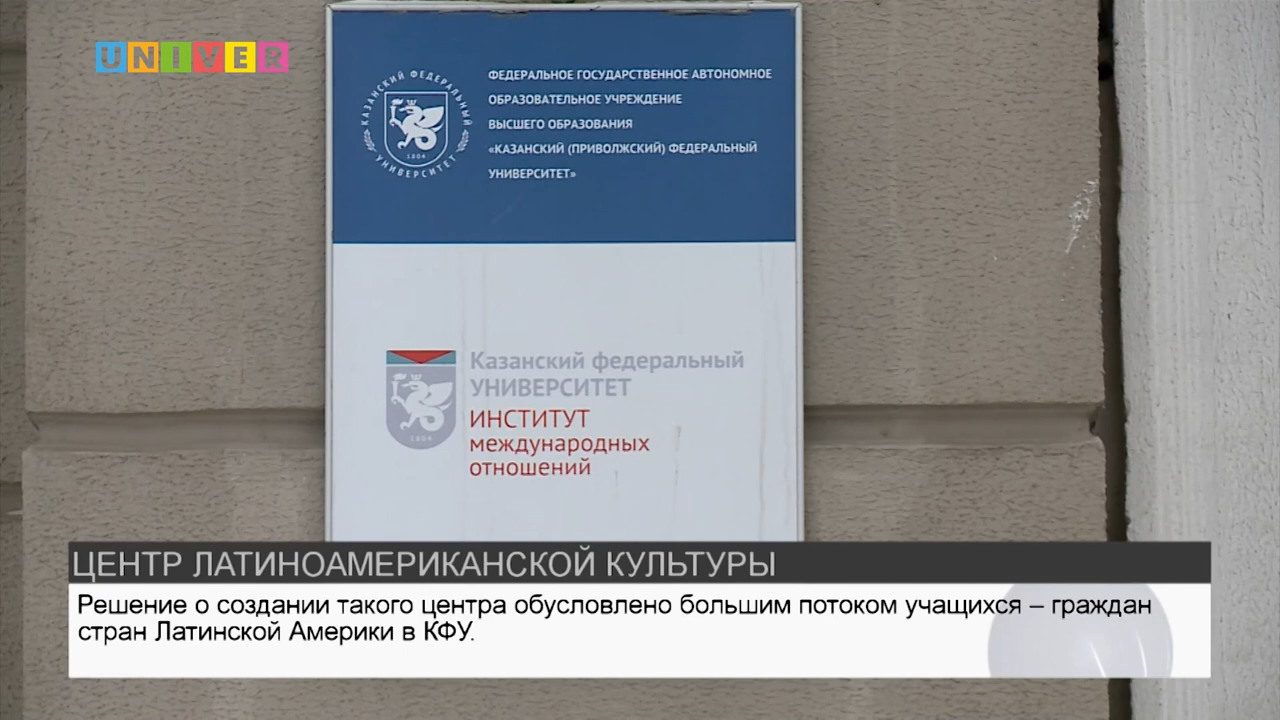 UNIVER
КАЗАНСКИЙ ФЕДЕРАЛЬНЫЙ
УНИВЕРСИТЕТ
1804
ФЕДЕРАЛЬНОЕ ГОСУДАРСТВЕННОЕ АВТОНОМНОЕ
ОБРАЗОВАТЕЛЬНОЕ УЧРЕЖДЕНИЕ
ВЫСШЕГО ОБРАЗОВАНИЯ
«КАЗАНСКИЙ (ПРИВОЛЖСКИЙ) ФЕДЕРАЛЬНЫЙ
УНИВЕРСИТЕТ»
Казанский федеральный
УНИВЕРСИТЕТ
ИНСТИТУТ
международных
отношений
1804
ЦЕНТР ЛАТИНОАМЕРИКАНСКОЙ КУЛЬТУРЫ
Решение о создании такого центра обусловлено большим потоком учащихся – граждан
стран Латинской Америки в КФУ.